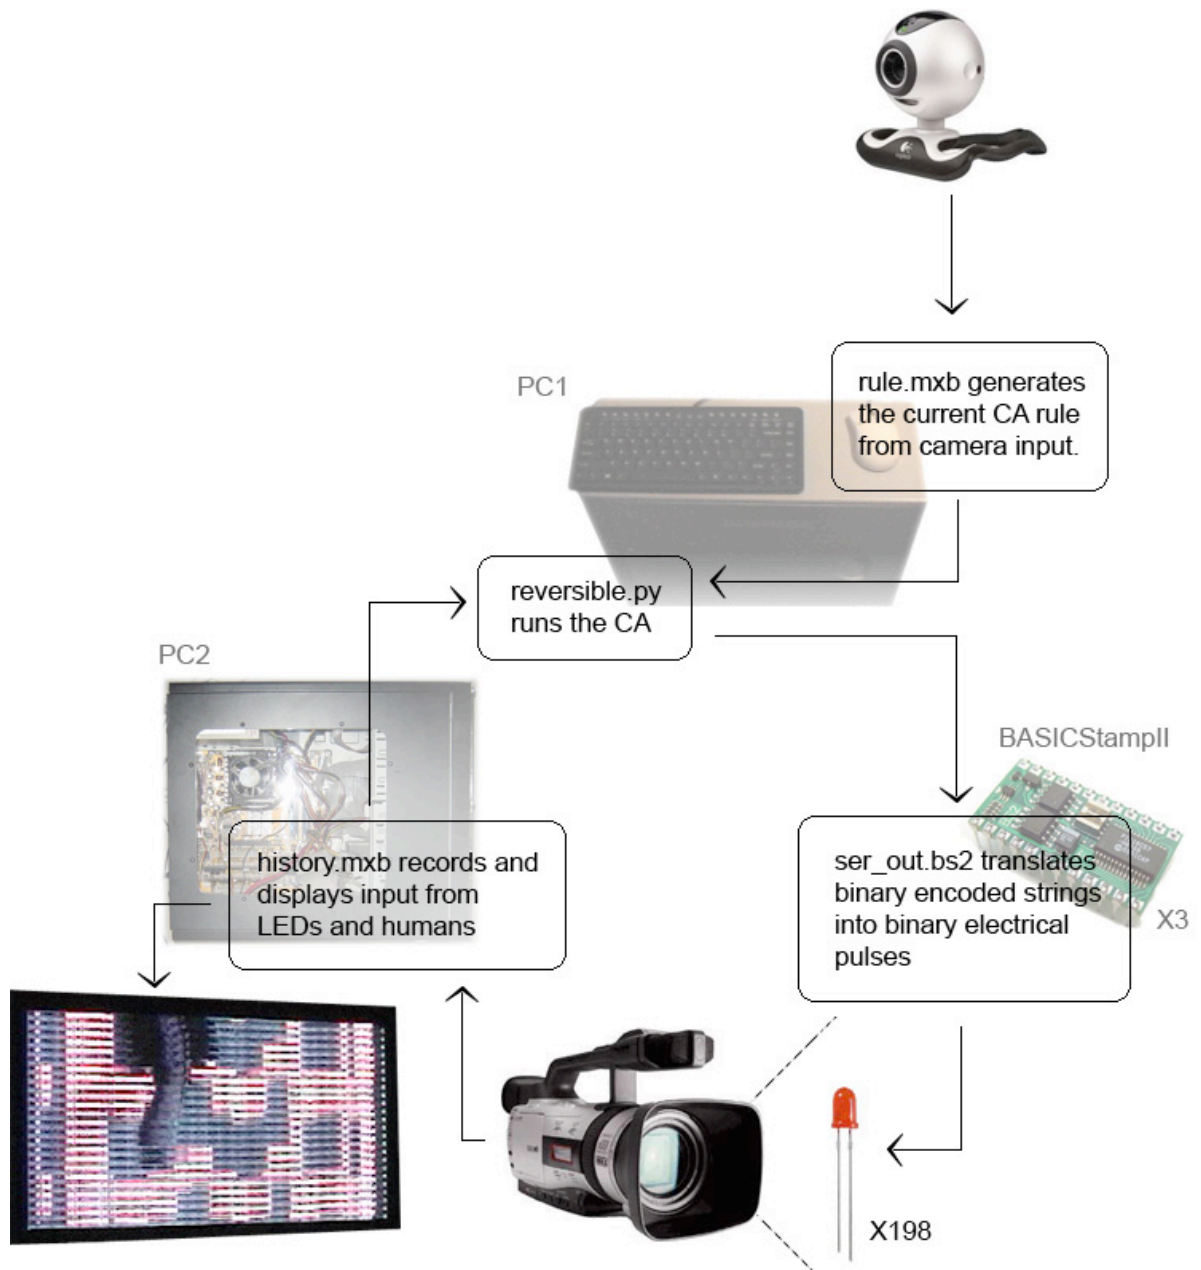 PC1
rule.mxb generates
the current CA rule
from camera input.
reversible.py
runs the CA
PC2
BASICStampII
history.mxb records and
displays input from
LEDs and humans
ser_out.bs2 translates
binary encoded strings
into binary electrical
pulses
X3
X198